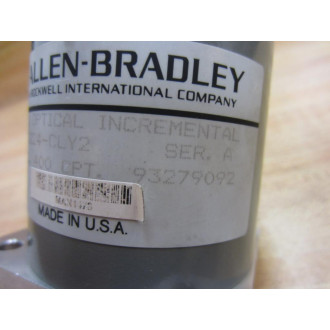 ALLEN-BRADLEY
ROCKWELL INTERNATIONAL COMPANY
OPTICAL INCREMENTAL
SER. A
93279092
MADE IN U.S.A.